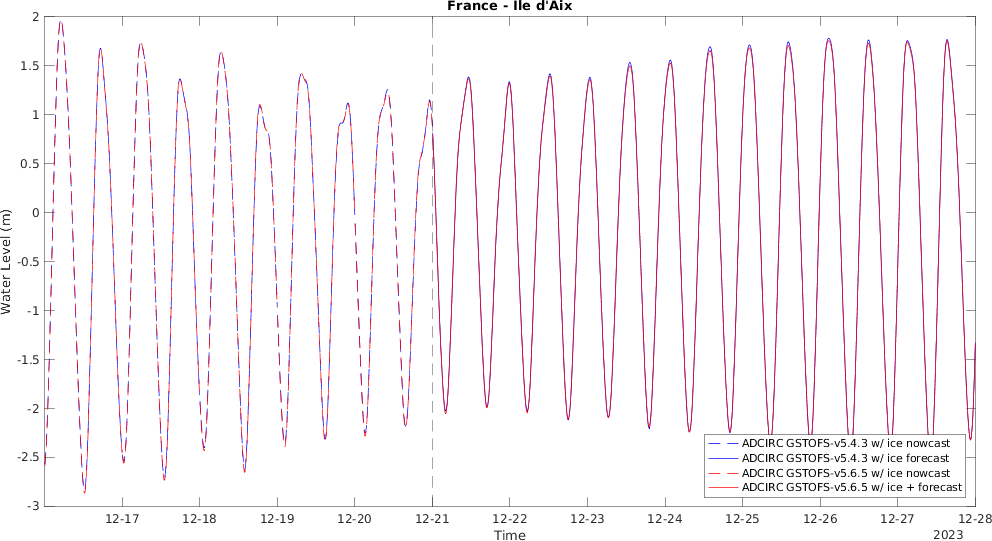 France - Ile d'Aix
Water Level (m)
2
1.5
1
0.5
0
-0.5
-1
-1.5
-2
-2.5
-3
ADCIRC GSTOFS-v5.4.3 w/ ice nowcast
ADCIRC GSTOFS-v5.4.3 w/ ice forecast
ADCIRC GSTOFS-v5.6.5 w/ ice nowcast
ADCIRC GSTOFS-v5.6.5 w/ ice + forecast
12-17 12-18 12-19 12-20 12-21 12-22 12-23 12-24 12-25 12-26 12-27 12-28
Time
2023